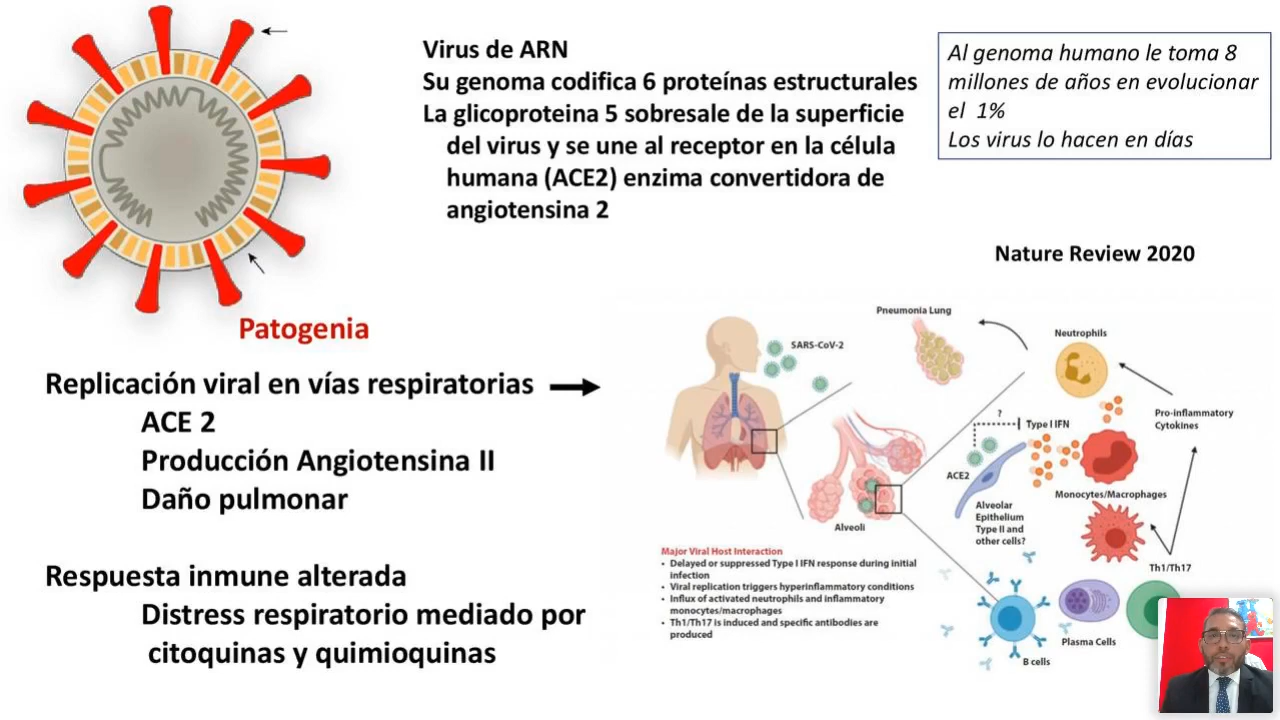 Virus de ARN
Su genoma codifica 6 proteínas estructurales
La glicoproteina 5 sobresale de la superficie
del virus y se une al receptor en la célula
humana (ACE2) enzima convertidora de
angiotensina 2
Al genoma humano le toma 8
millones de años en evolucionar
el 1%
Los virus lo hacen en días
Nature Review 2020
Patogenia
Replicación viral en vías respiratorias
ACE 2
Producción Angiotensina II
Daño pulmonar
Respuesta inmune alterada
Distress respiratorio mediado por
citoquinas y quimioquinas
Pneumonia Lung
SARS-CoV-2
Neutrophils
?
Type I IFN
Pro-inflammatory
Cytokines
ACE2
Monocytes/Macrophages
Alveolar
Epithelium
Type II and
other cells?
Alveoli
Th1/Th17
Major Viral Host Interaction
• Delayed or suppressed Type I IFN response during initial
infection
• Viral replication triggers hyperinflammatory conditions
• Influx of activated neutrophils and inflammatory
monocytes/macrophages
• Th1/Th17 is induced and specific antibodies are
produced
Plasma Cells
B cells